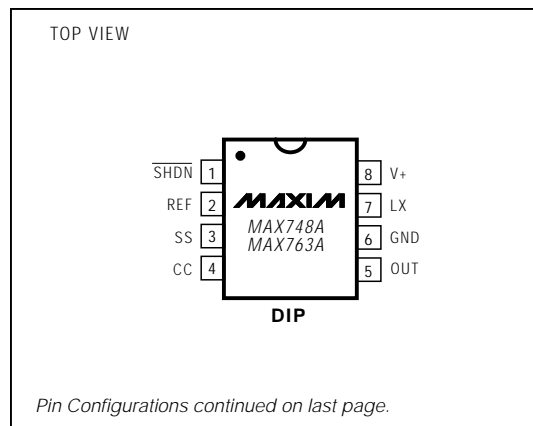 TOP VIEW
SHDN 1
REF 2
SS 3
CC 4
MAXIM
MAX748A
MAX763A
8 V+
7 LX
6 GND
5 OUT
DIP
Pin Configurations continued on last page.